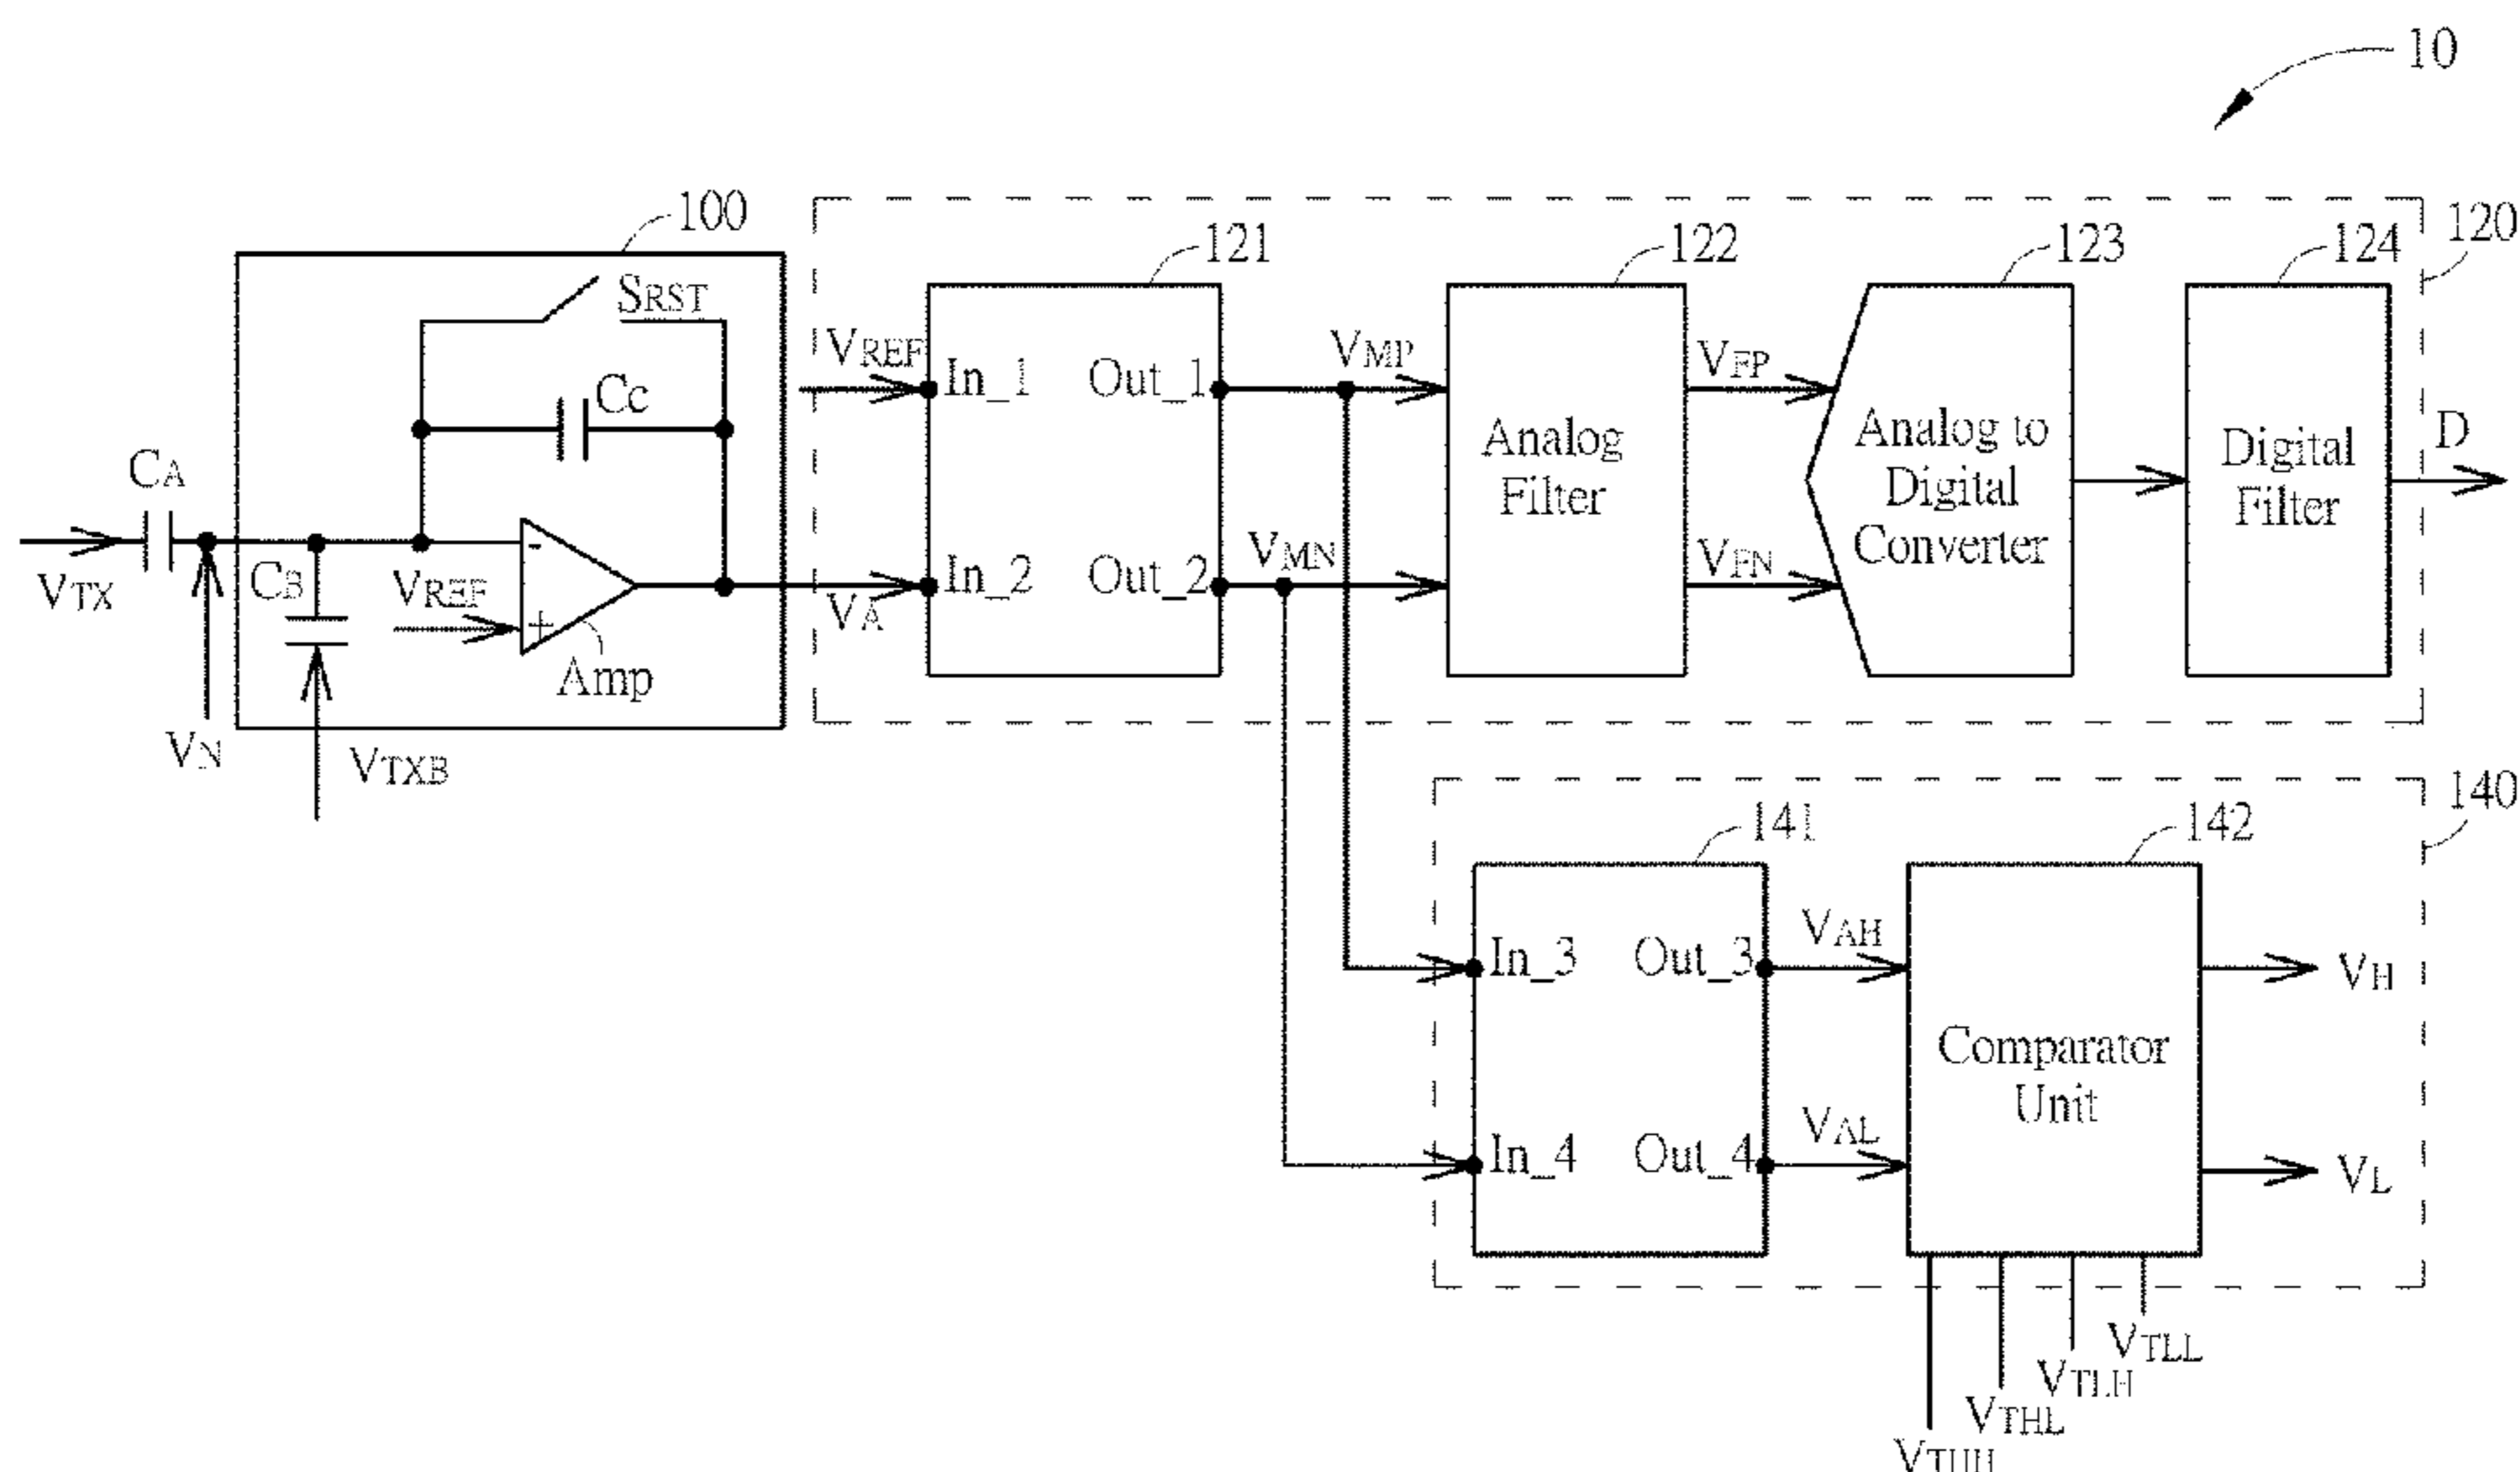 10
100
121
122
123
124
120
SRST
VREF
In_1
Out_1
VMP
VFP
Cc
Analog
Filter
Analog to
Digital
Converter
Digital
Filter
D
CA
VTX
CB
VREF
-
+
Amp
VA
In_2
Out_2
VMN
VFN
VN
VTXB
140
141
142
In_3
Out_3
VAH
VH
Comparator
Unit
In_4
Out_4
VAL
VL
VTLL
VTLH
VTHL
VTHH